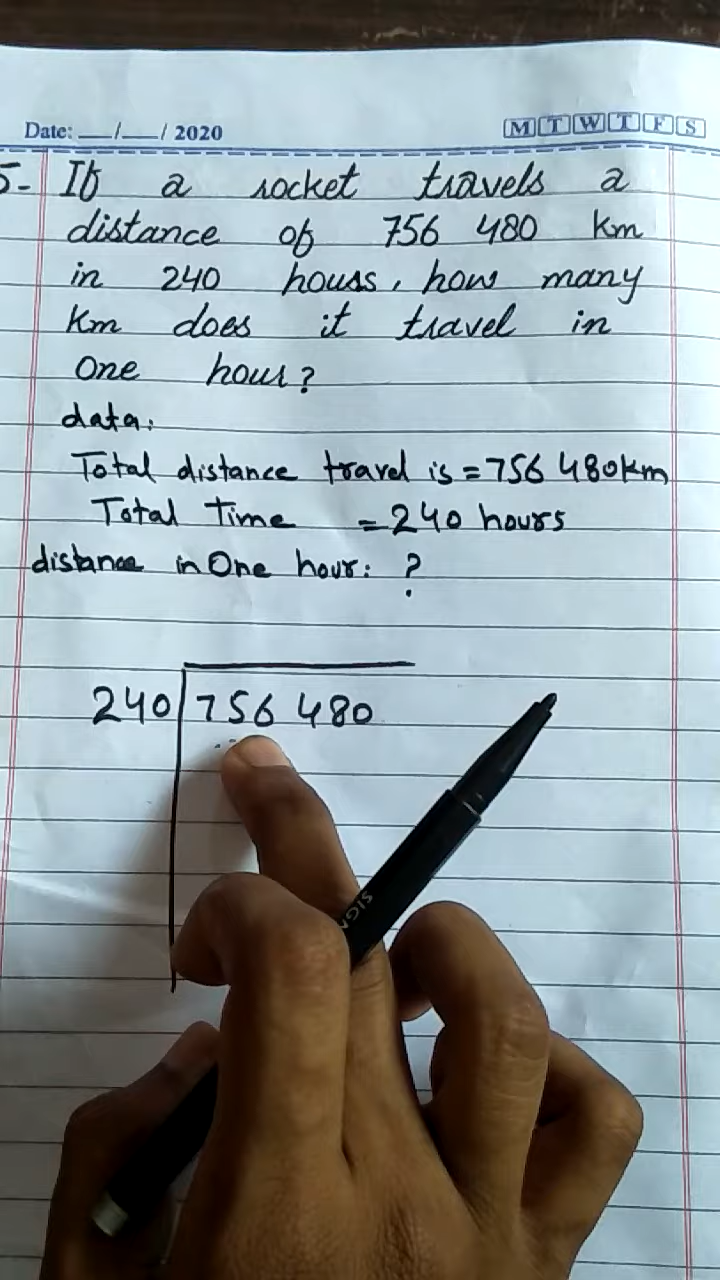 Date: __/__/ 2020 M T W T F S
5- If a rocket travels a
distance of 756 480 km
in 240 hours, how many
km does it travel in
one hour?
data:
Total distance travel is = 756 480km
Total Time = 240 hours
distance in One hour: ?
240 756 480
SIGN